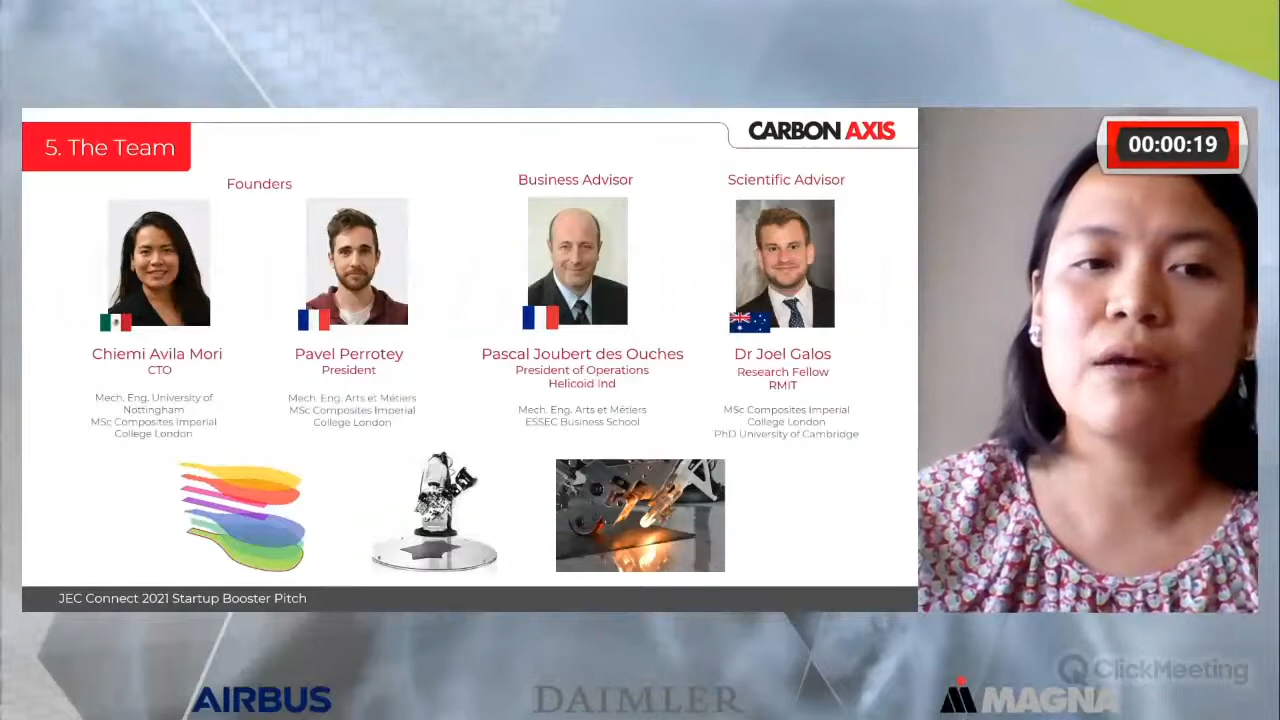 00:00:19
5. The Team
CARBON AXIS
Founders
Business Advisor
Scientific Advisor
Chiemi Avila Mori
CTO
Mech. Eng. University of
Nottingham
MSc Composites Imperial
College London
Pavel Perrotey
President
Mech. Eng. Arts et Métiers
MSc Composites Imperial
College London
Pascal Joubert des Ouches
President of Operations
Helicoid Ind
Mech. Eng. Arts et Métiers
ESSEC Business School
Dr Joel Galos
Research Fellow
RMIT
MSc Composites Imperial
College London
PhD University of Cambridge
JEC Connect 2021 Startup Booster Pitch
ClickMeeting
AIRBUS
DAIMLER
MAGNA